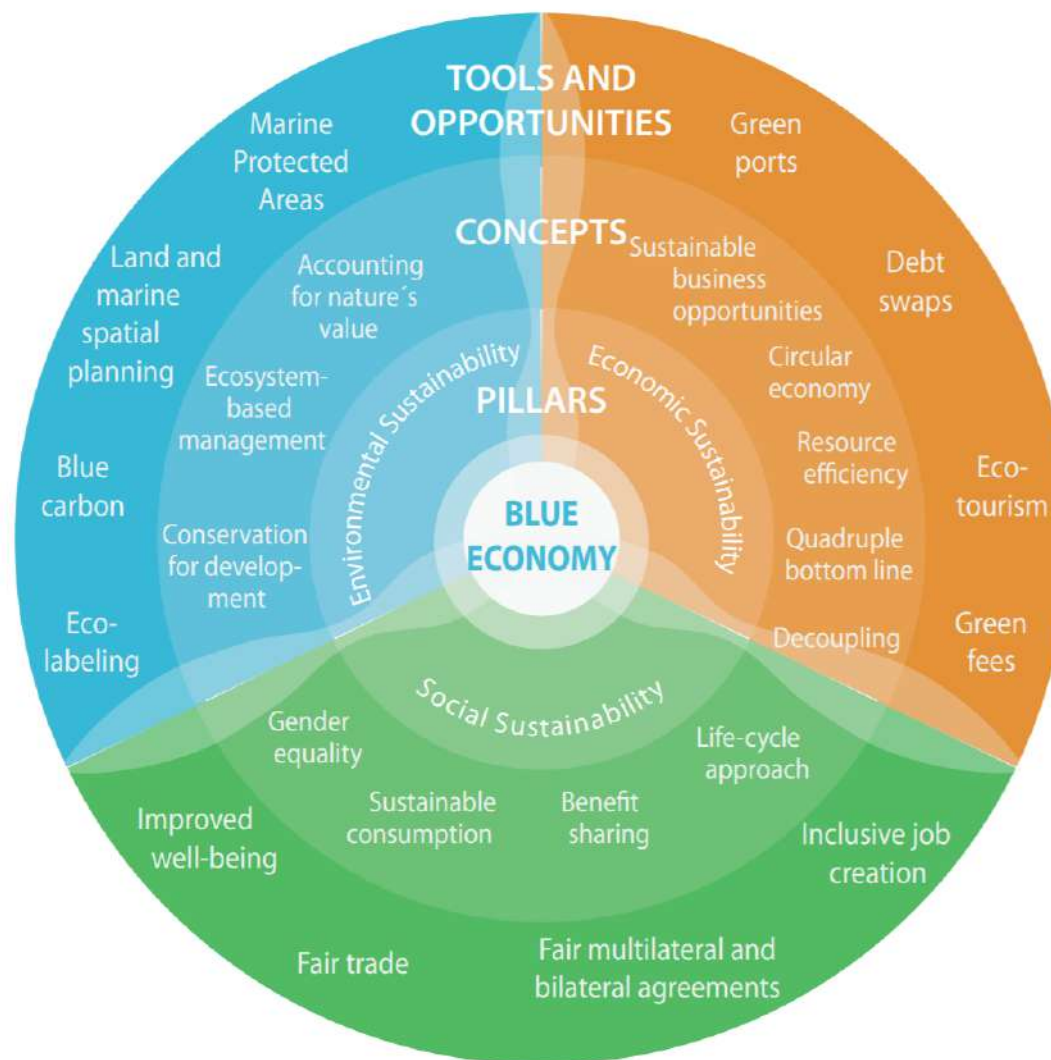 TOOLS AND
OPPORTUNITIES
CONCEPTS
PILLARS
BLUE
ECONOMY
Marine
Protected
Areas
Land and
marine
spatial
planning
Blue
carbon
Eco-
labeling
Accounting
for nature´s
value
Ecosystem-
based
management
Conservation
for develop-
ment
Environmental Sustainability
Green
ports
Debt
swaps
Eco-
tourism
Green
fees
Sustainable
business
opportunities
Circular
economy
Resource
efficiency
Quadruple
bottom line
Decoupling
Economic Sustainability
Social Sustainability
Gender
equality
Sustainable
consumption
Benefit
sharing
Life-cycle
approach
Improved
well-being
Fair trade
Fair multilateral and
bilateral agreements
Inclusive job
creation